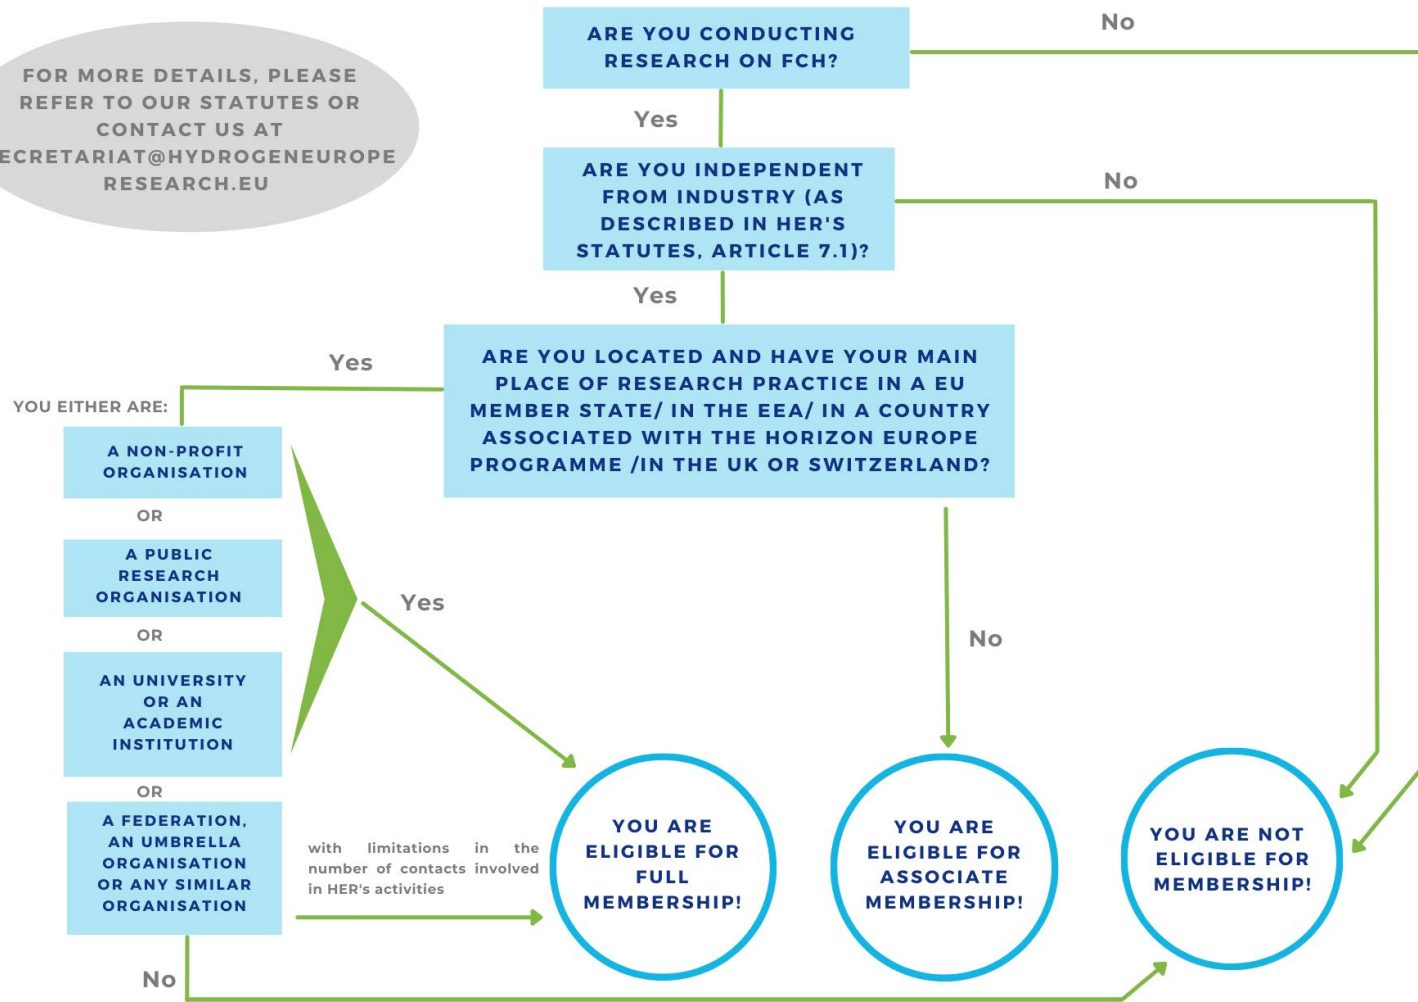 FOR MORE DETAILS, PLEASE
REFER TO OUR STATUTES OR
CONTACT US AT
ECRETARIAT@HYDROGENEUROPE
RESEARCH.EU
ARE YOU CONDUCTING
RESEARCH ON FCH?
No
Yes
ARE YOU INDEPENDENT
FROM INDUSTRY (AS
DESCRIBED IN HER'S
STATUTES, ARTICLE 7.1)?
No
Yes
ARE YOU LOCATED AND HAVE YOUR MAIN
PLACE OF RESEARCH PRACTICE IN A EU
MEMBER STATE/ IN THE EEA/ IN A COUNTRY
ASSOCIATED WITH THE HORIZON EUROPE
PROGRAMME /IN THE UK OR SWITZERLAND?
Yes
YOU EITHER ARE:
A NON-PROFIT
ORGANISATION
OR
A PUBLIC
RESEARCH
ORGANISATION
OR
AN UNIVERSITY
OR AN
ACADEMIC
INSTITUTION
OR
A FEDERATION,
AN UMBRELLA
ORGANISATION
OR ANY SIMILAR
ORGANISATION
Yes
No
with limitations in the
number of contacts involved
in HER's activities
YOU ARE
ELIGIBLE FOR
FULL
MEMBERSHIP!
YOU ARE
ELIGIBLE FOR
ASSOCIATE
MEMBERSHIP!
YOU ARE NOT
ELIGIBLE FOR
MEMBERSHIP!
No